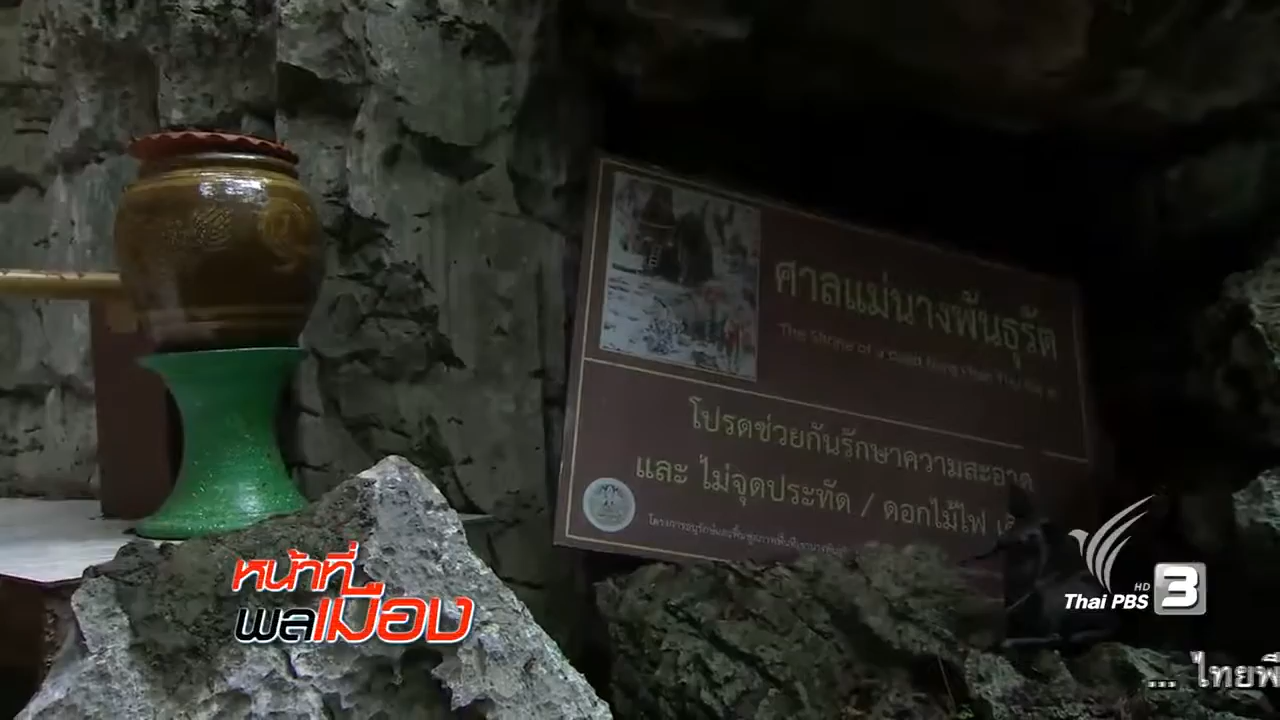 ศาลแม่นางพันธุรัต
The Shrine of a
โปรดช่วยกันรักษาความสะอาด
และ ไม่จุดประทัด / ดอกไม้ไฟ
หน้าที่
พลเมือง
HD
Thai PBS 3
... ไทยพี